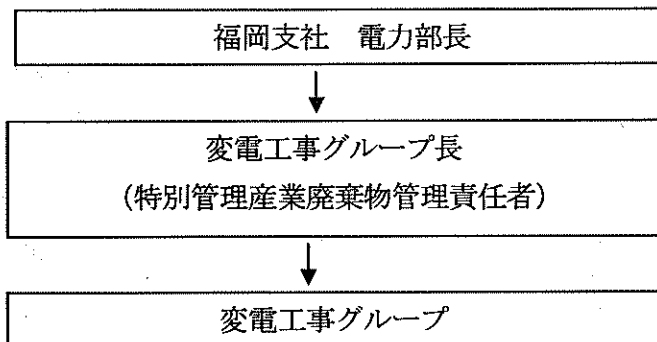 福岡支社　電力部長
変電工事グループ長
（特別管理産業廃棄物管理責任者）
変電工事グループ